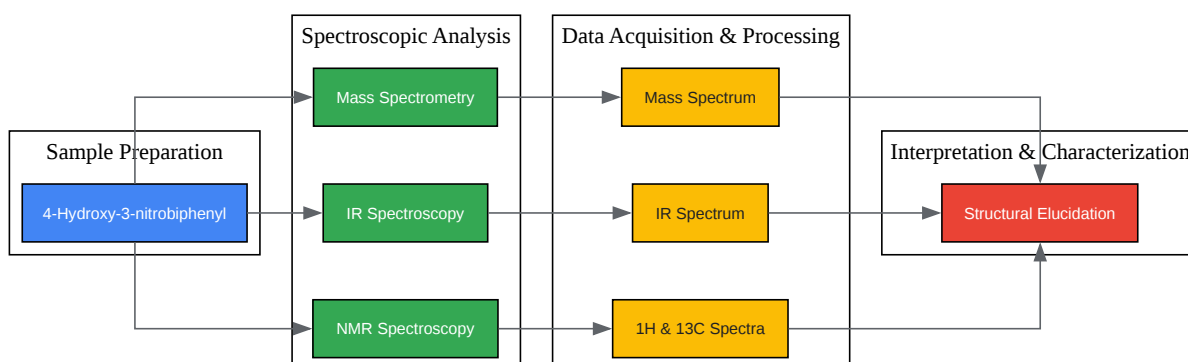 Spectroscopic Analysis
Data Acquisition & Processing
Mass Spectrometry
Mass Spectrum
Sample Preparation
Interpretation & Characterization
4-Hydroxy-3-nitrobiphenyl
IR Spectroscopy
IR Spectrum
Structural Elucidation
NMR Spectroscopy
1H & 13C Spectra